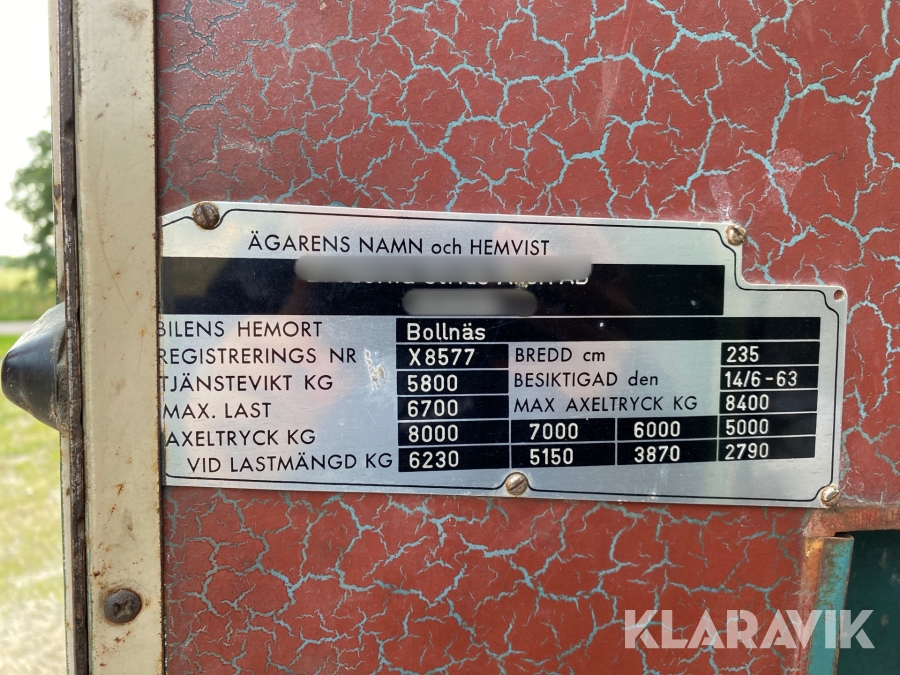 ÄGARENS NAMN och HEMVIST
BILENS HEMORT Bollnäs
REGISTRERINGS NR X8577 BREDD cm 235
TJÄNSTEVIKT KG 5800 BESIKTIGAD den 14/6-63
MAX. LAST 6700 MAX AXELTRYCK KG 8400
AXELTRYCK KG 8000 7000 6000 5000
VID LASTMÄNGD KG 6230 5150 3870 2790
KLARAVIK